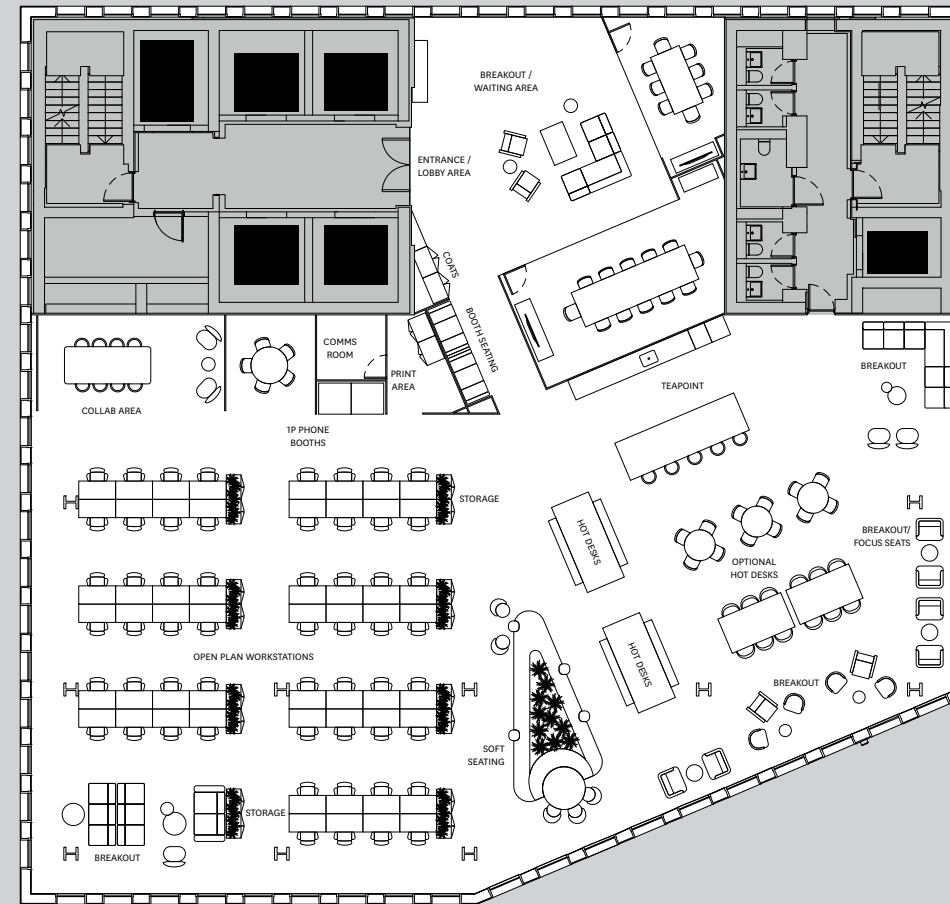 BREAKOUT /
WAITING AREA
ENTRANCE /
LOBBY AREA
COATS
BOOTH SEATING
COMMS
ROOM
PRINT
AREA
COLLAB AREA
BREAKOUT
TEAPOINT
1P PHONE
BOOTHS
STORAGE
HOT DESKS
BREAKOUT/
FOCUS SEATS
OPTIONAL
HOT DESKS
OPEN PLAN WORKSTATIONS
HOT DESKS
BREAKOUT
SOFT
SEATING
STORAGE
BREAKOUT